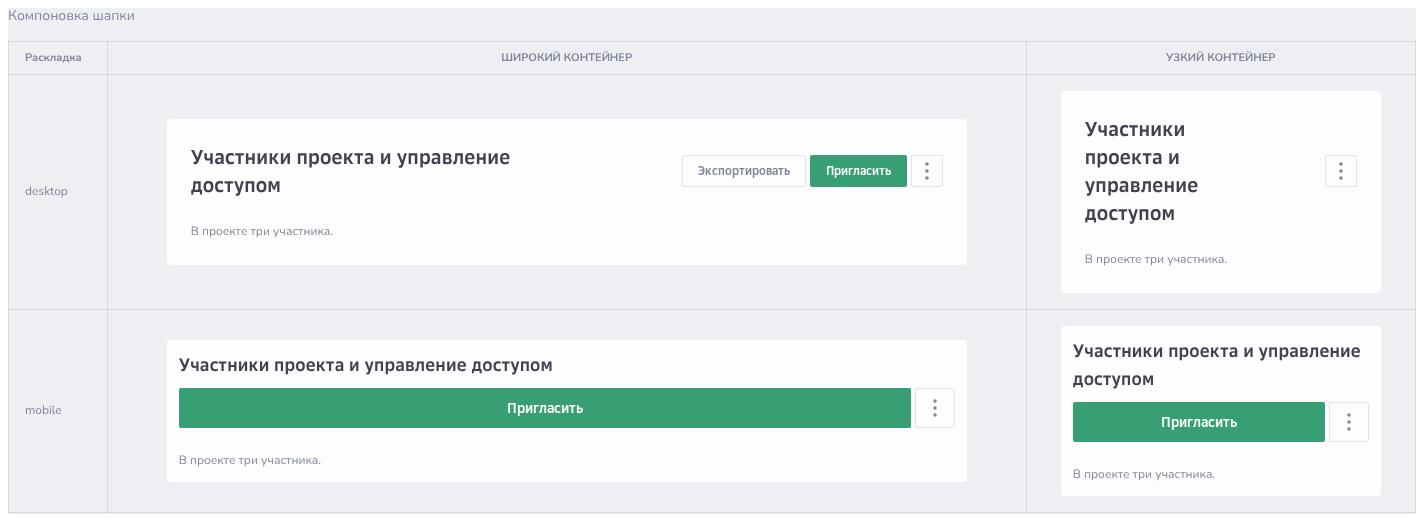 Компоновка шапки
Раскладка
ШИРОКИЙ КОНТЕЙНЕР
УЗКИЙ КОНТЕЙНЕР
desktop
Участники проекта и управление
доступом
Экспортировать
Пригласить
В проекте три участника.
Участники
проекта и
управление
доступом
В проекте три участника.
mobile
Участники проекта и управление доступом
Пригласить
В проекте три участника.
Участники проекта и управление
доступом
Пригласить
В проекте три участника.